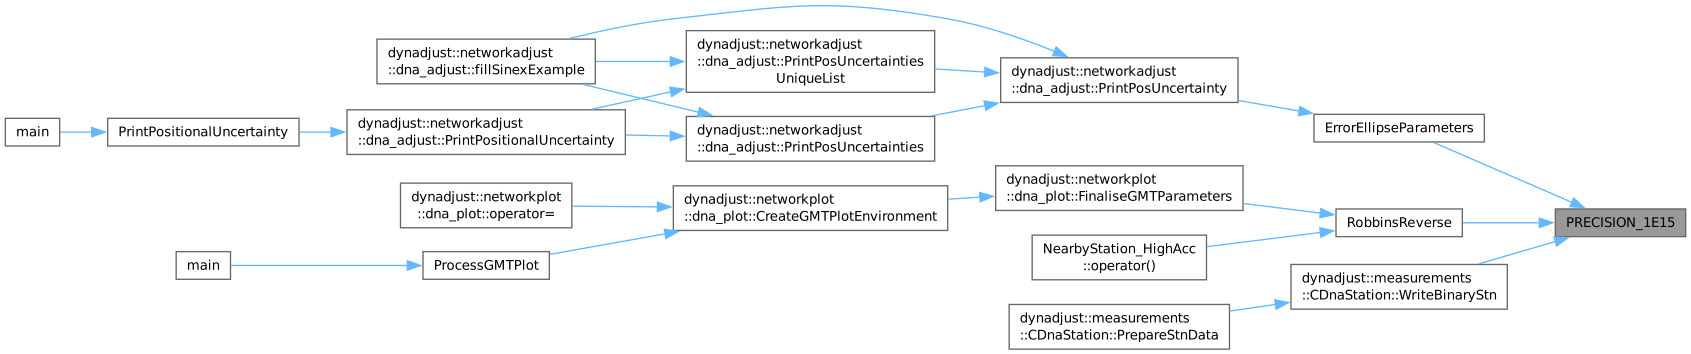 main
PrintPositionalUncertainty
dynadjust::networkadjust
::dna_adjust::fillSinexExample
dynadjust::networkadjust
::dna_adjust::PrintPositionalUncertainty
dynadjust::networkadjust
::dna_adjust::PrintPosUncertainties
UniqueList
dynadjust::networkadjust
::dna_adjust::PrintPosUncertainties
dynadjust::networkadjust
::dna_adjust::PrintPosUncertainty
ErrorEllipseParameters
dynadjust::networkplot
::dna_plot::operator=
main
ProcessGMTPlot
dynadjust::networkplot
::dna_plot::CreateGMTPlotEnvironment
dynadjust::networkplot
::dna_plot::FinaliseGMTParameters
NearbyStation_HighAcc
::operator()
RobbinsReverse
PRECISION_1E15
dynadjust::measurements
::CDnaStation::WriteBinaryStn
dynadjust::measurements
::CDnaStation::PrepareStnData